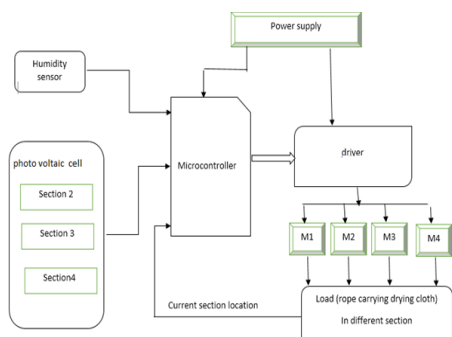 Power supply
Humidity
sensor
photo voltaic cell
Section 2
Section 3
Section4
Microcontroller
driver
M1
M2
M3
M4
Current section location
Load (rope carrying drying cloth)
In different section